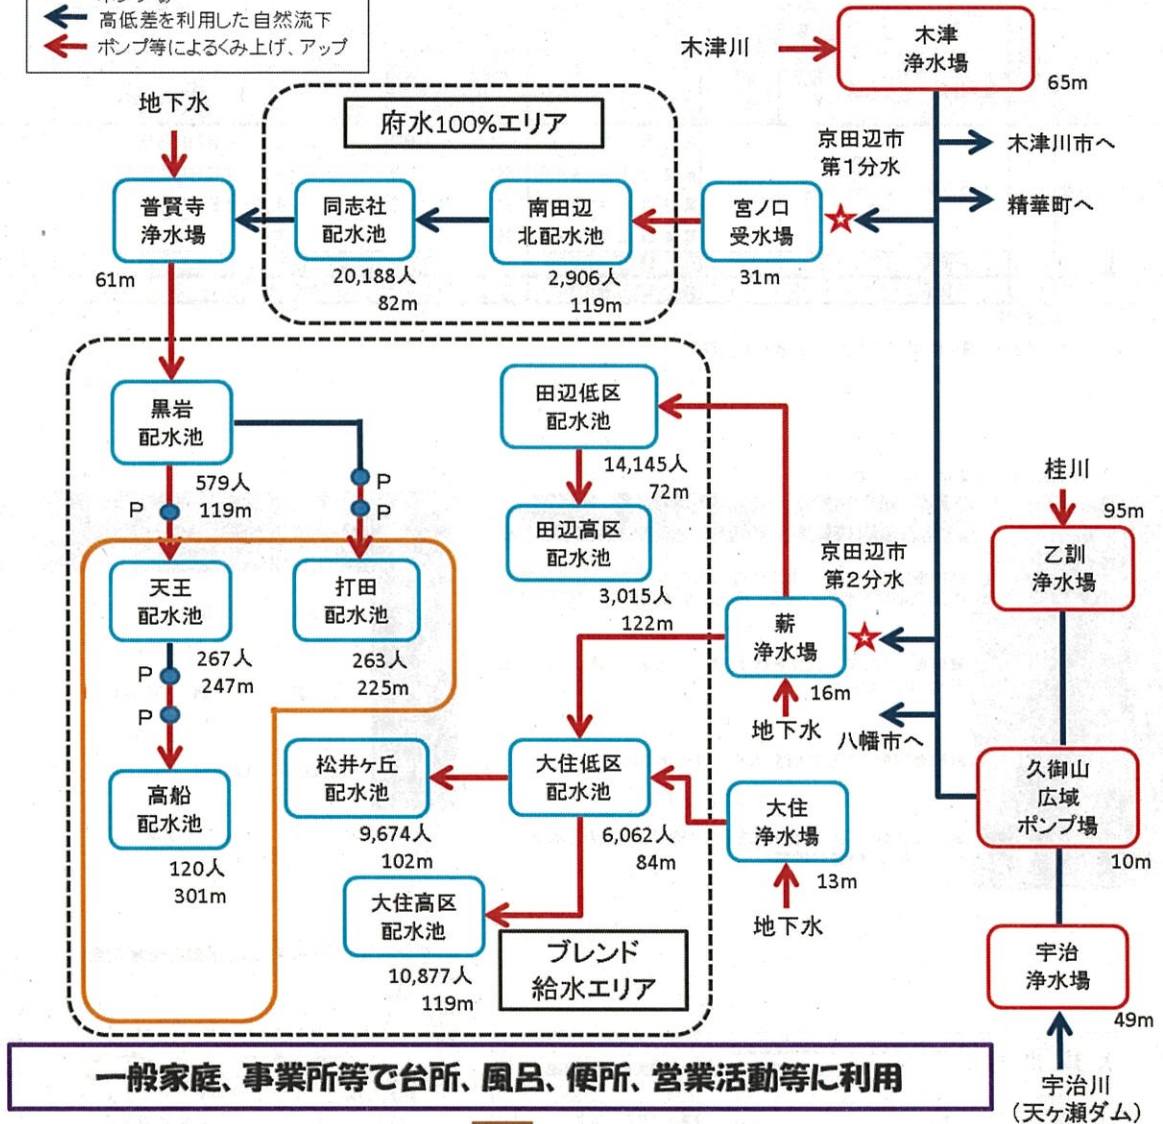 高低差を利用した自然流下
ポンプ等によるくみ上げ、アップ
木津川
木津
浄水場
65m
地下水
府水100%エリア
京田辺市
第1分水
木津川市へ
精華町へ
普賢寺
浄水場
61m
同志社
配水池
20,188人
82m
南田辺
北配水池
2,906人
119m
宮ノ口
受水場
31m
黒岩
配水池
579人
119m
P
P
P
田辺低区
配水池
14,145人
72m
田辺高区
配水池
3,015人
122m
桂川
95m
乙訓
浄水場
京田辺市
第2分水
天王
配水池
267人
247m
打田
配水池
263人
225m
薪
浄水場
16m
地下水
八幡市へ
P
P
高船
配水池
120人
301m
松井ヶ丘
配水池
9,674人
102m
大住低区
配水池
6,062人
84m
大住
浄水場
13m
地下水
久御山
広域
ポンプ場
10m
大住高区
配水池
10,877人
119m
ブレンド
給水エリア
宇治
浄水場
49m
宇治川
(天ヶ瀬ダム)
一般家庭、事業所等で台所、風呂、便所、営業活動等に利用